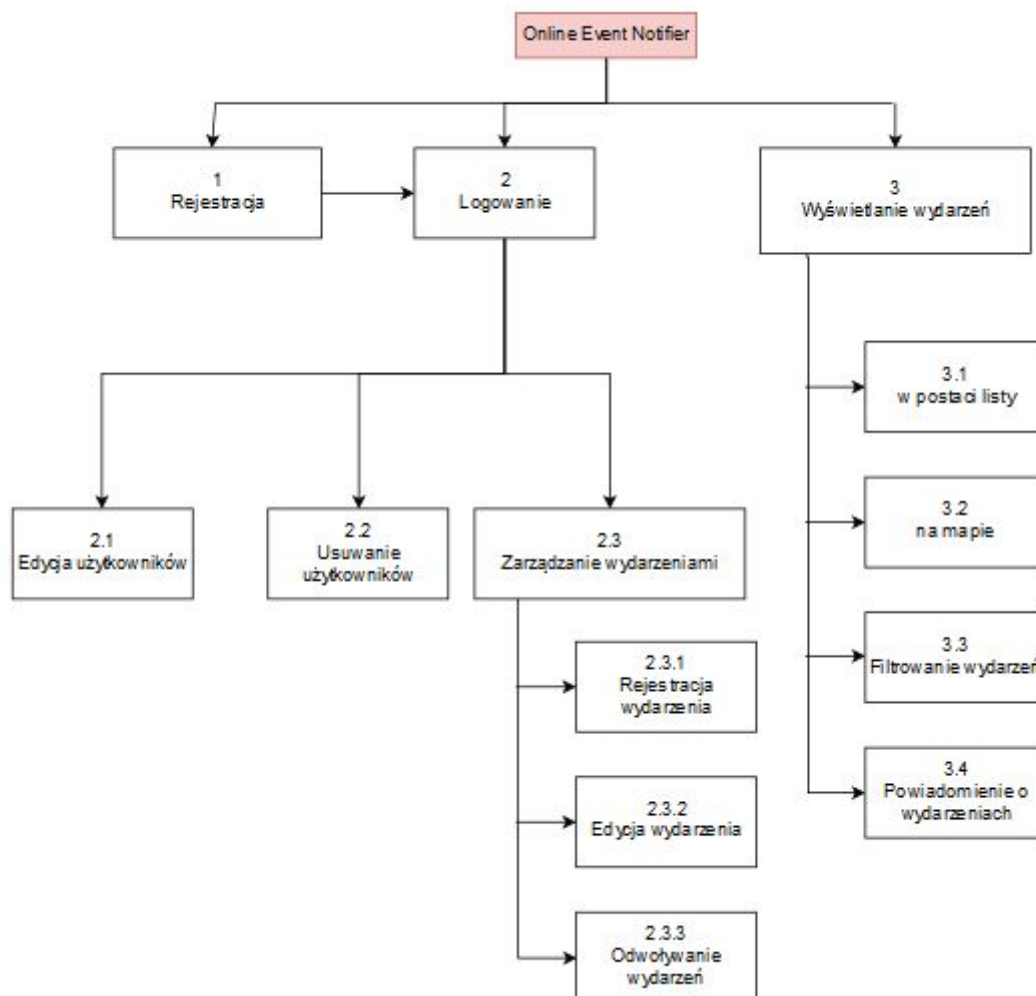 Online Event Notifier
1
Rejestracja
2
Logowanie
3
Wyświetlanie wydarzeń
3.1
w postaci listy
3.2
na mapie
2.1
Edycja użytkowników
2.2
Usuwanie
użytkowników
2.3
Zarządzanie wydarzeniami
3.3
Filtrowanie wydarzeń
2.3.1
Rejestracja
wydarzenia
3.4
Powiadomienie o
wydarzeniach
2.3.2
Edycja wydarzenia
2.3.3
Odwoływanie
wydarzeń